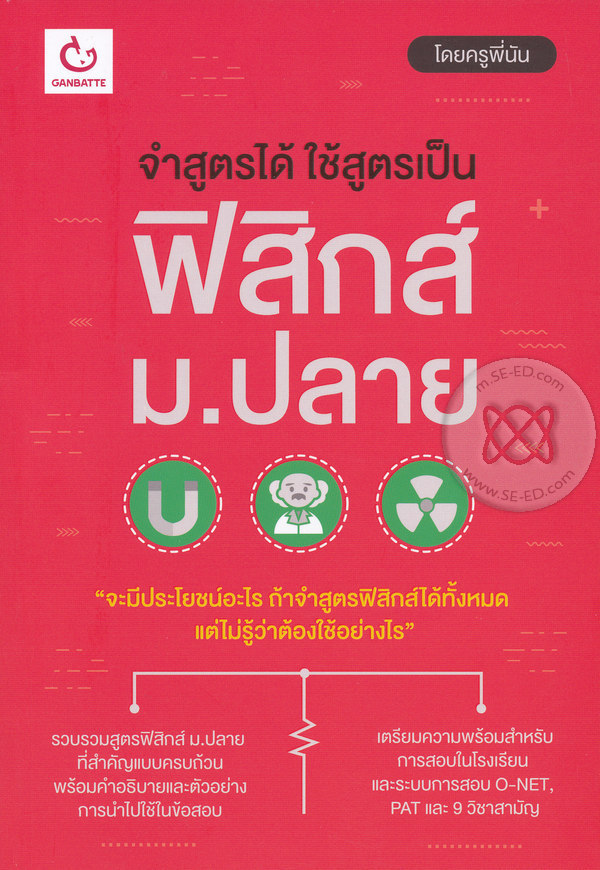 GANBATTE
โดยครูพี่นัน
จำสูตรได้ ใช้สูตรเป็น
ฟิสิกส์
ม.ปลาย
m.SE-ED.com
www.SE-ED.com
“จะมีประโยชน์อะไร ถ้าจำสูตรฟิสิกส์ได้ทั้งหมด
แต่ไม่รู้ว่าต้องใช้อย่างไร”
รวบรวมสูตรฟิสิกส์ ม.ปลาย
ที่สำคัญแบบครบถ้วน
พร้อมคำอธิบายและตัวอย่าง
การนำไปใช้ในข้อสอบ
เตรียมความพร้อมสำหรับ
การสอบในโรงเรียน
และระบบการสอบ O-NET,
PAT และ 9 วิชาสามัญ